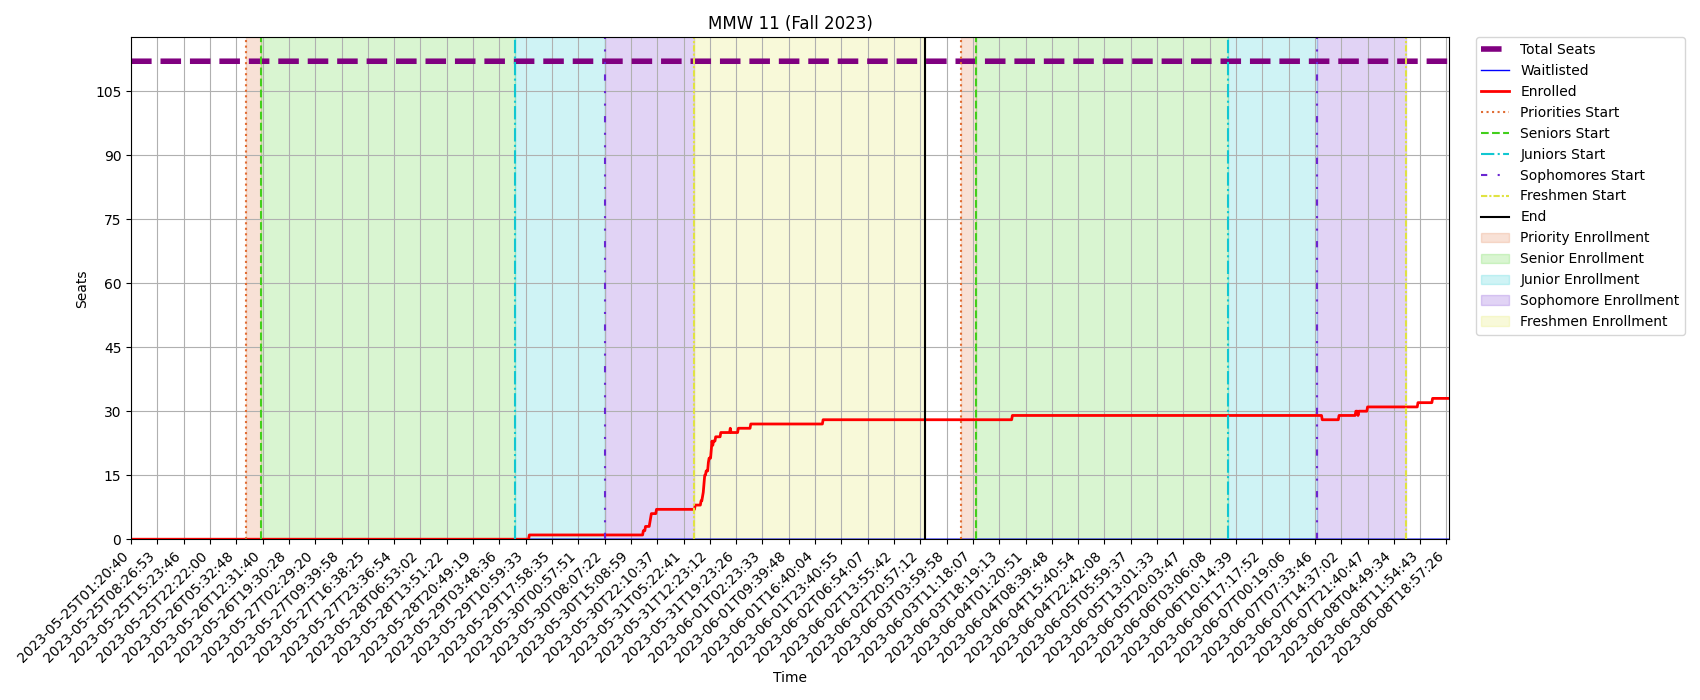 MMW 11 (Fall 2023)
Seats
105
90
75
60
45
30
15
0
2023-05-25T01:20:40
2023-05-25T08:26:53
2023-05-25T15:23:46
2023-05-25T22:22:00
2023-05-26T05:32:48
2023-05-26T12:31:40
2023-05-26T19:30:28
2023-05-27T02:29:20
2023-05-27T09:39:58
2023-05-27T16:38:25
2023-05-27T23:36:54
2023-05-28T06:53:02
2023-05-28T13:51:22
2023-05-28T20:49:19
2023-05-29T03:48:36
2023-05-29T10:59:33
2023-05-29T17:58:35
2023-05-30T00:57:51
2023-05-30T08:07:22
2023-05-30T15:08:59
2023-05-30T22:10:37
2023-05-31T05:22:41
2023-05-31T12:23:12
2023-05-31T19:23:26
2023-06-01T02:23:33
2023-06-01T09:39:48
2023-06-01T16:40:04
2023-06-01T23:40:55
2023-06-02T06:54:07
2023-06-02T13:55:42
2023-06-02T20:57:12
2023-06-03T03:59:58
2023-06-03T11:18:07
2023-06-03T18:19:13
2023-06-04T01:20:51
2023-06-04T08:39:48
2023-06-04T15:40:54
2023-06-04T22:42:08
2023-06-05T05:59:37
2023-06-05T13:01:33
2023-06-05T20:03:47
2023-06-06T03:06:08
2023-06-06T10:14:39
2023-06-06T17:17:52
2023-06-07T00:19:06
2023-06-07T07:33:46
2023-06-07T14:37:02
2023-06-07T21:40:47
2023-06-08T04:49:34
2023-06-08T11:54:43
2023-06-08T18:57:26
Time
Total Seats
Waitlisted
Enrolled
Priorities Start
Seniors Start
Juniors Start
Sophomores Start
Freshmen Start
End
Priority Enrollment
Senior Enrollment
Junior Enrollment
Sophomore Enrollment
Freshmen Enrollment